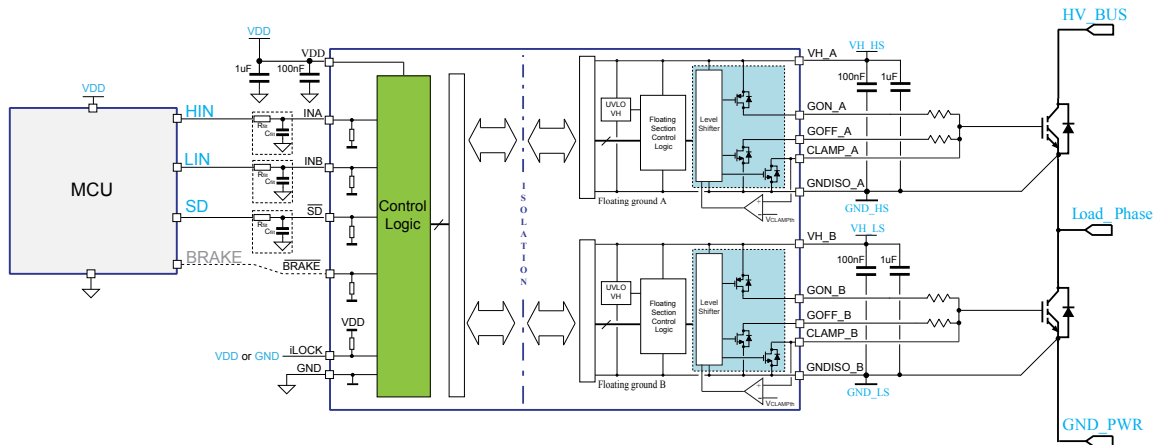 HV_BUS
VDD
VDD
1uF
100nF
VH_A
VH_HS
100nF
1uF
VDD
MCU
HIN
INA
LIN
INB
SD
SD
BRAKE
BRAKE
VDD
VDD or GND
iLOCK
GND
Control
Logic
ISOLATION
UVLO
VH
Floating
Section
Control
Logic
Level
Shifter
GON_A
GOFF_A
CLAMP_A
GNDISO_A
GND_HS
Floating ground A
VCLAMPth
Load_Phase
VH_B
VH_LS
100nF
1uF
UVLO
VH
Floating
Section
Control
Logic
Level
Shifter
GON_B
GOFF_B
CLAMP_B
GNDISO_B
GND_LS
Floating ground B
VCLAMPth
GND_PWR